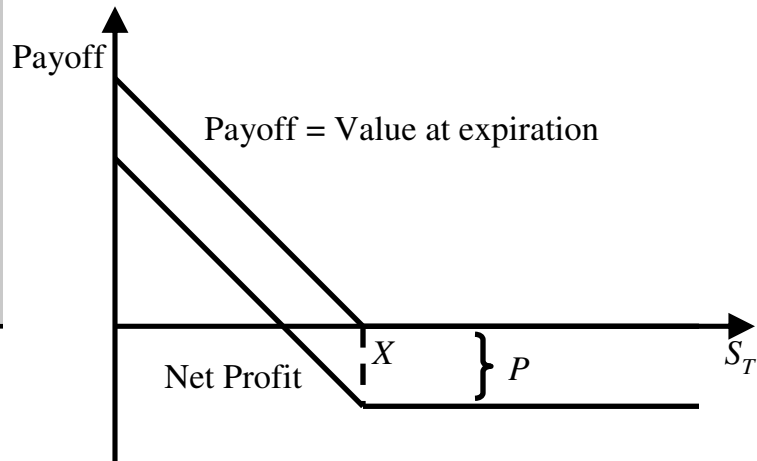 Payoff
Payoff = Value at expiration
X
P
S_T
Net Profit